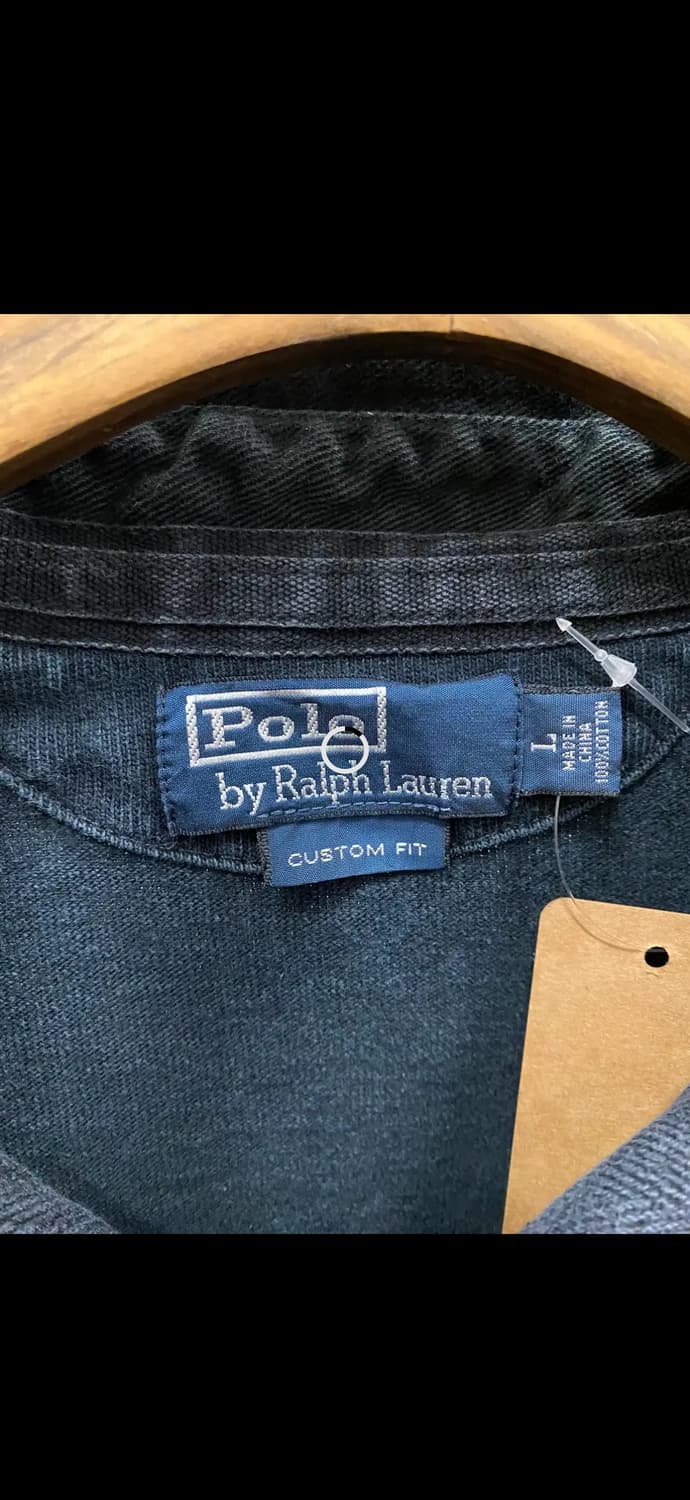 Polo
by Ralph Lauren
CUSTOM FIT
L
MADE IN
CHINA
100% COTTON